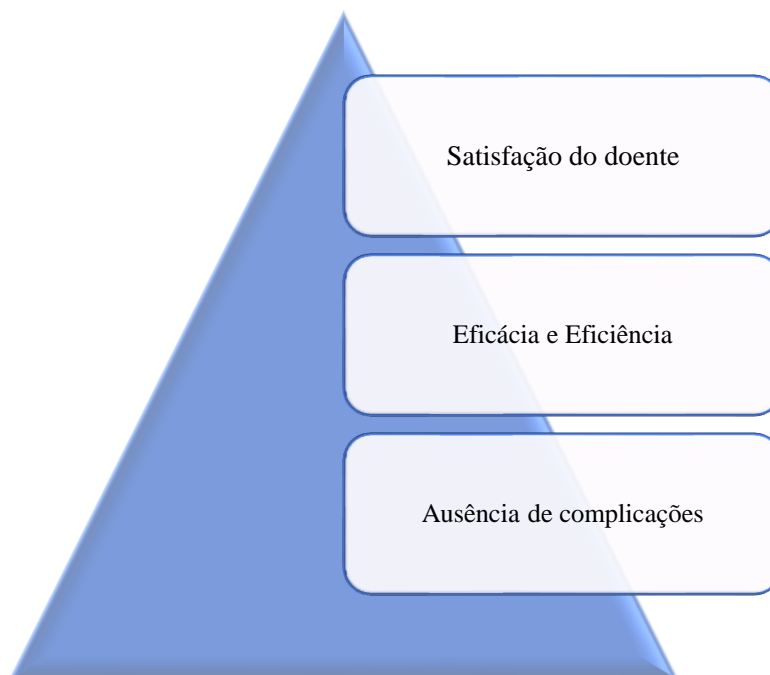 Satisfação do doente
Eficácia e Eficiência
Ausência de complicações